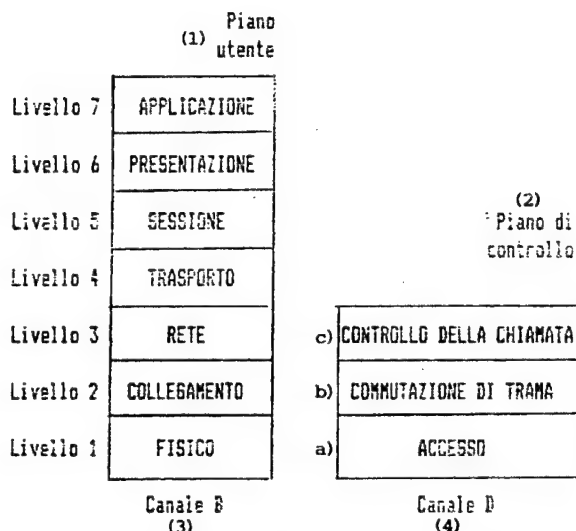 (1) Piano
utente
Livello 7 APPLICAZIONE
Livello 6 PRESENTAZIONE
Livello 5 SESSIONE
Livello 4 TRASPORTO
Livello 3 RETE
Livello 2 COLLEGAMENTO
Livello 1 FISICO
Canale B
(3)
(2)
Piano di
controllo
c) CONTROLLO DELLA CHIAMATA
b) COMMUTAZIONE DI TRAMA
a) ACCESSO
Canale D
(4)